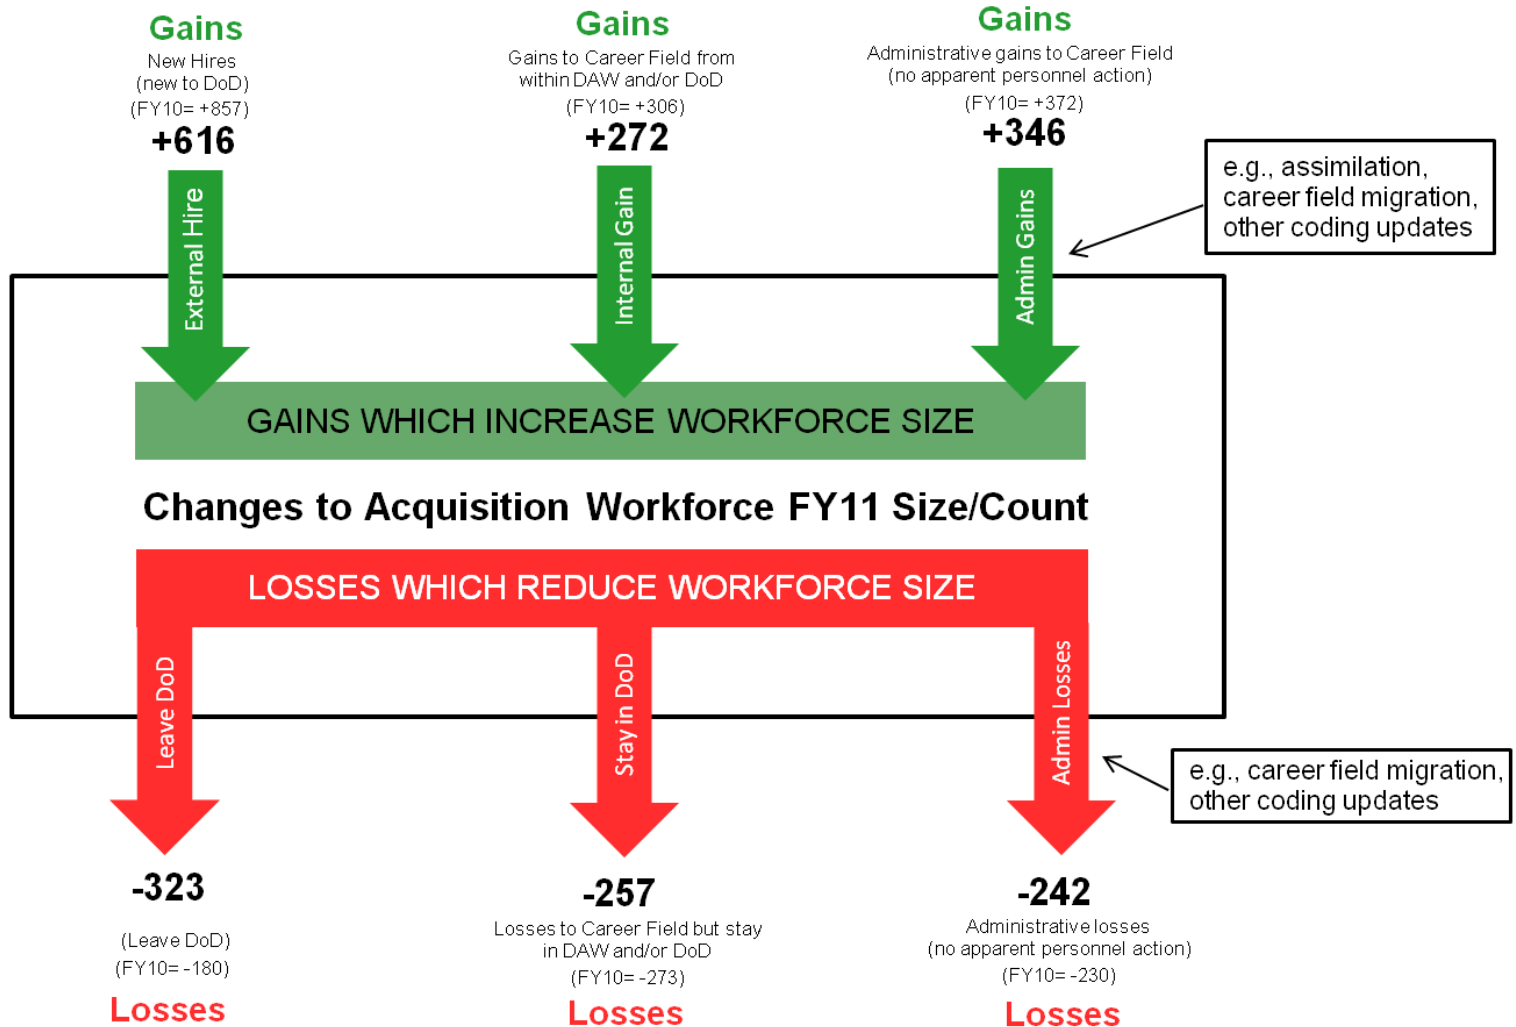 Gains
New Hires
(new to DoD)
(FY10= +857)
+616
External Hire
Gains
Gains to Career Field from
within DAW and/or DoD
(FY10= +306)
+272
Internal Gain
Gains
Administrative gains to Career Field
(no apparent personnel action)
(FY10= +372)
+346
Admin Gains
e.g., assimilation,
career field migration,
other coding updates
GAINS WHICH INCREASE WORKFORCE SIZE
Changes to Acquisition Workforce FY11 Size/Count
LOSSES WHICH REDUCE WORKFORCE SIZE
Leave DoD
-323
(Leave DoD)
(FY10= -180)
Losses
Stay in DoD
-257
Losses to Career Field but stay
in DAW and/or DoD
(FY10= -273)
Losses
Admin Losses
-242
Administrative losses
(no apparent personnel action)
(FY10= -230)
Losses
e.g., career field migration,
other coding updates